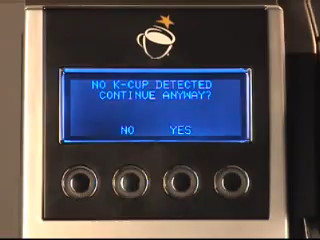 NO K-CUP DETECTED
CONTINUE ANYWAY?
NO YES